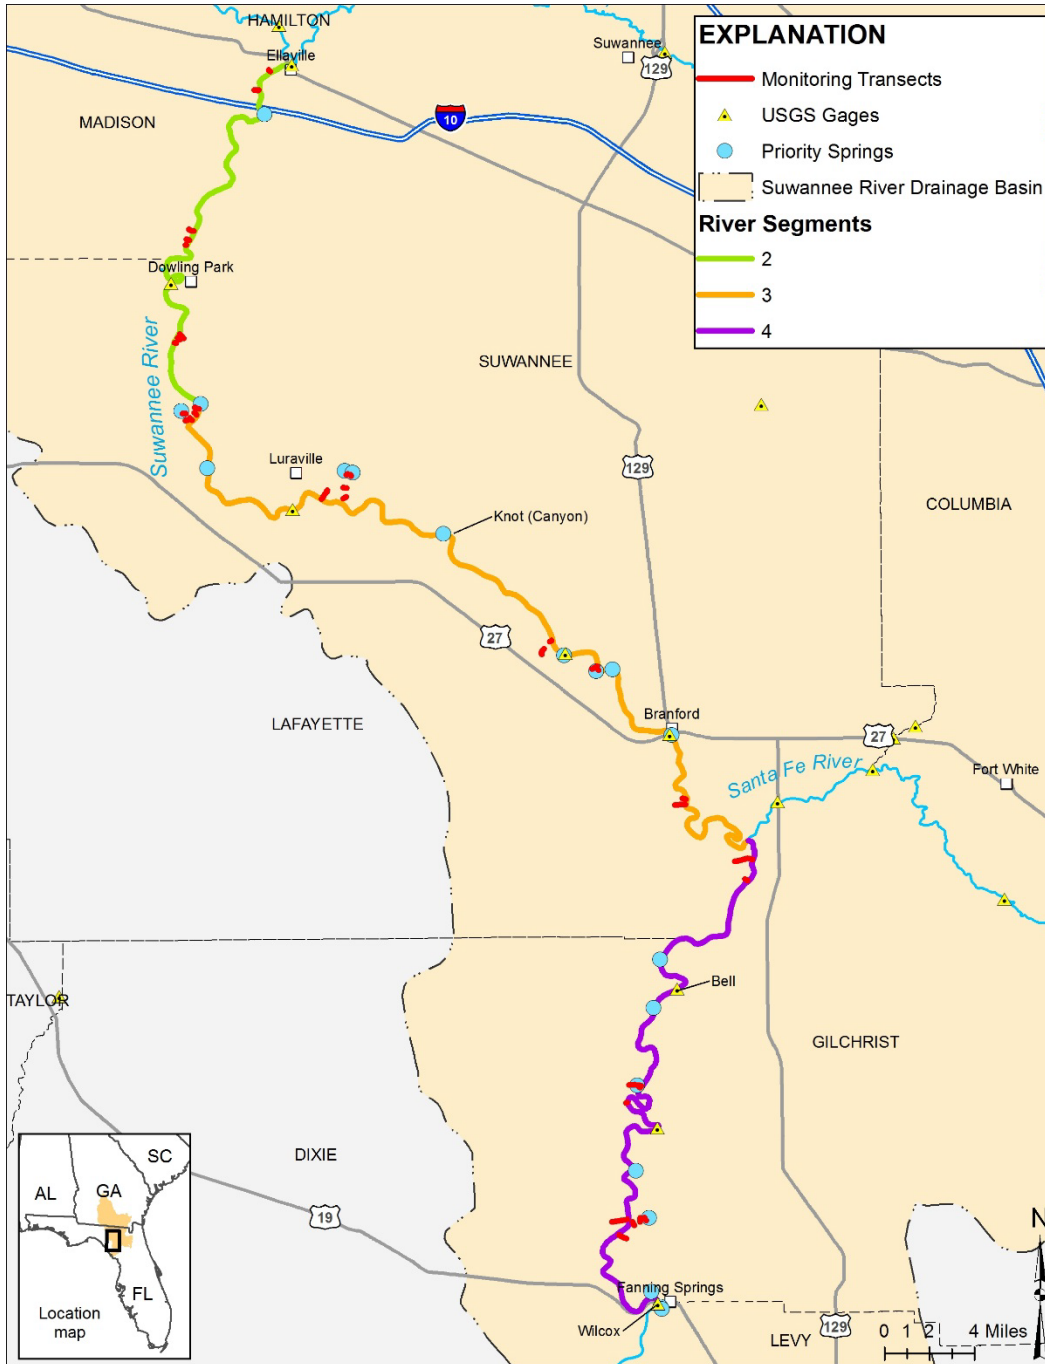 HAMILTON
Ellaville
Suwannee
129
MADISON
10
EXPLANATION
Monitoring Transects
USGS Gages
Priority Springs
Suwannee River Drainage Basin
River Segments
2
3
4
Dowling Park
Suwannee River
SUWANNEE
Luraville
129
Knot (Canyon)
COLUMBIA
27
LAFAYETTE
Branford
27
Santa Fe River
Fort White
TAYLOR
Bell
GILCHRIST
DIXIE
19
SC
AL
GA
FL
Location
map
Fanning Springs
Wilcox
LEVY
129
N
0 1 2 4 Miles